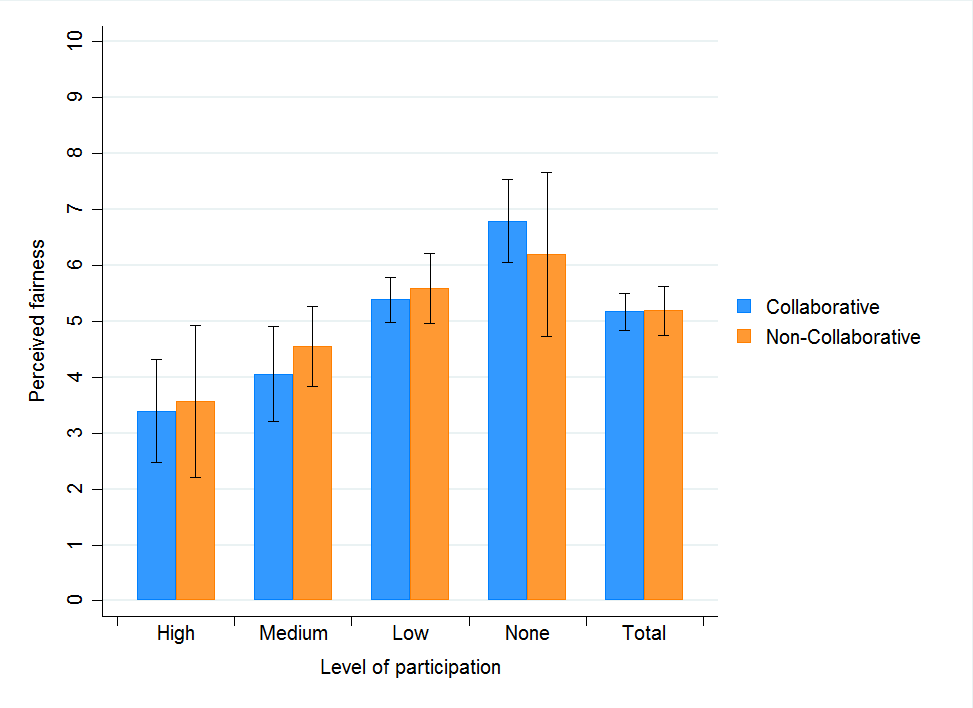 10
9
8
7
6
5
4
3
2
1
0
Perceived fairness
High Medium Low None Total
Level of participation
Collaborative
Non-Collaborative